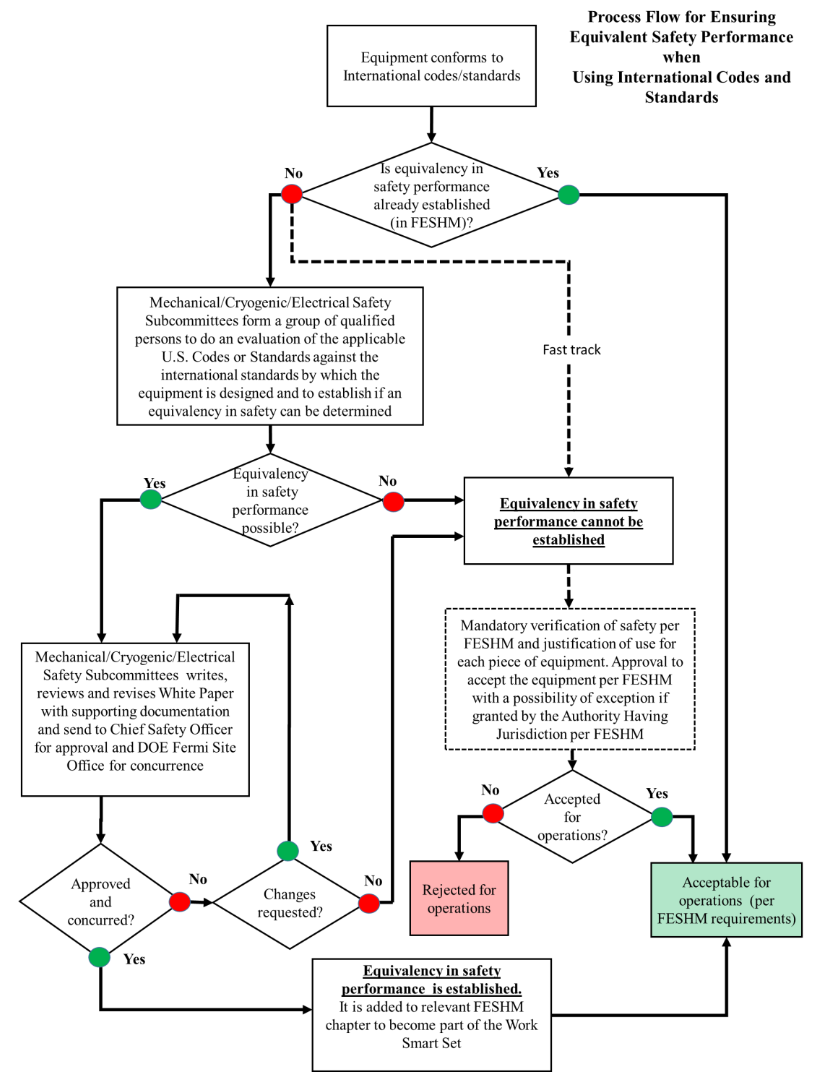 Process Flow for Ensuring
Equivalent Safety Performance
when
Using International Codes and
Standards
Equipment conforms to
International codes/standards
Is equivalency in
safety performance
already established
(in FESHM)?
No
Yes
Mechanical/Cryogenic/Electrical Safety
Subcommittees form a group of qualified
persons to do an evaluation of the applicable
U.S. Codes or Standards against the
international standards by which the
equipment is designed and to establish if an
equivalency in safety can be determined
Fast track
Equivalency
in safety
performance
possible?
Yes
No
Equivalency in safety
performance cannot be
established
Mechanical/Cryogenic/Electrical
Safety Subcommittees writes,
reviews and revises White Paper
with supporting documentation
and send to Chief Safety Officer
for approval and DOE Fermi Site
Office for concurrence
Mandatory verification of safety per
FESHM and justification of use for
each piece of equipment. Approval to
accept the equipment per FESHM
with a possibility of exception if
granted by the Authority Having
Jurisdiction per FESHM
No
Accepted
for
operations?
Yes
Approved
and
concurred?
No
Yes
Changes
requested?
Yes
No
Rejected for
operations
Acceptable for
operations (per
FESHM requirements)
Equivalency in safety
performance is established.
It is added to relevant FESHM
chapter to become part of the Work
Smart Set